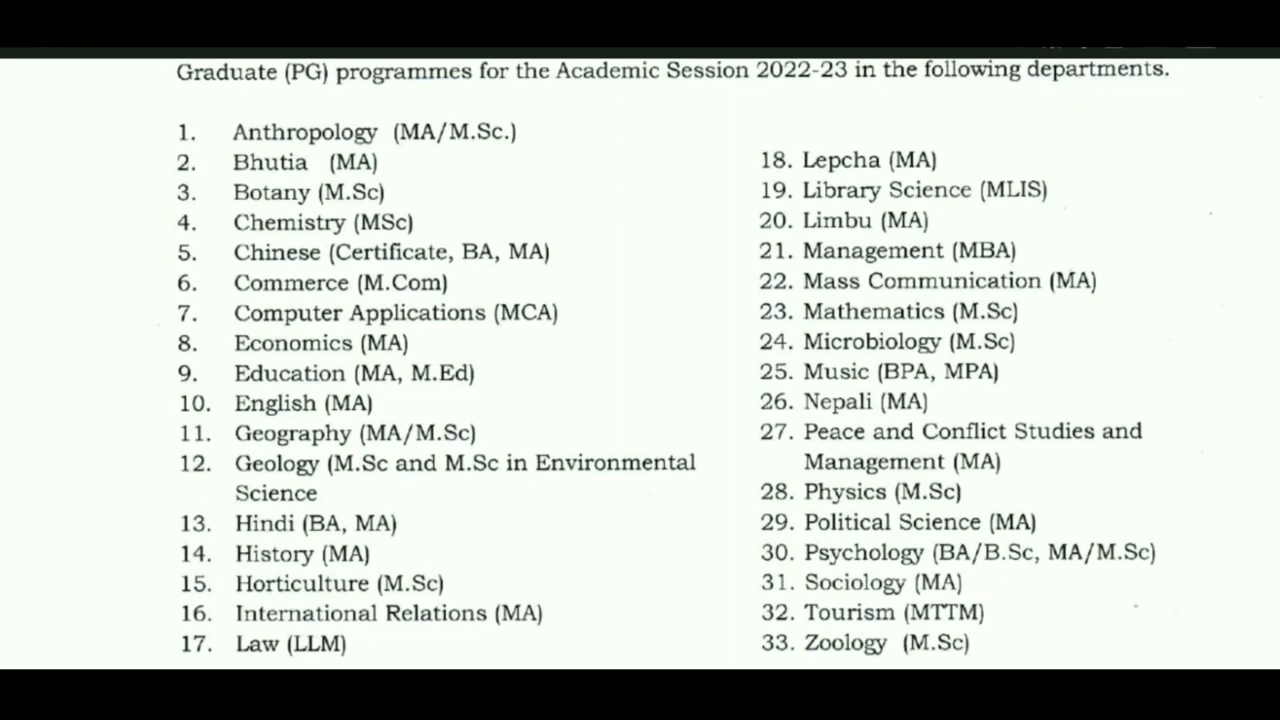 Graduate (PG) programmes for the Academic Session 2022-23 in the following departments.
1. Anthropology (MA/M.Sc.)
2. Bhutia (MA)
3. Botany (M.Sc)
4. Chemistry (MSc)
5. Chinese (Certificate, BA, MA)
6. Commerce (M.Com)
7. Computer Applications (MCA)
8. Economics (MA)
9. Education (MA, M.Ed)
10. English (MA)
11. Geography (MA/M.Sc)
12. Geology (M.Sc and M.Sc in Environmental
Science
13. Hindi (BA, MA)
14. History (MA)
15. Horticulture (M.Sc)
16. International Relations (MA)
17. Law (LLM)
18. Lepcha (MA)
19. Library Science (MLIS)
20. Limbu (MA)
21. Management (MBA)
22. Mass Communication (MA)
23. Mathematics (M.Sc)
24. Microbiology (M.Sc)
25. Music (BPA, MPA)
26. Nepali (MA)
27. Peace and Conflict Studies and
Management (MA)
28. Physics (M.Sc)
29. Political Science (MA)
30. Psychology (BA/B.Sc, MA/M.Sc)
31. Sociology (MA)
32. Tourism (MTTM)
33. Zoology (M.Sc)